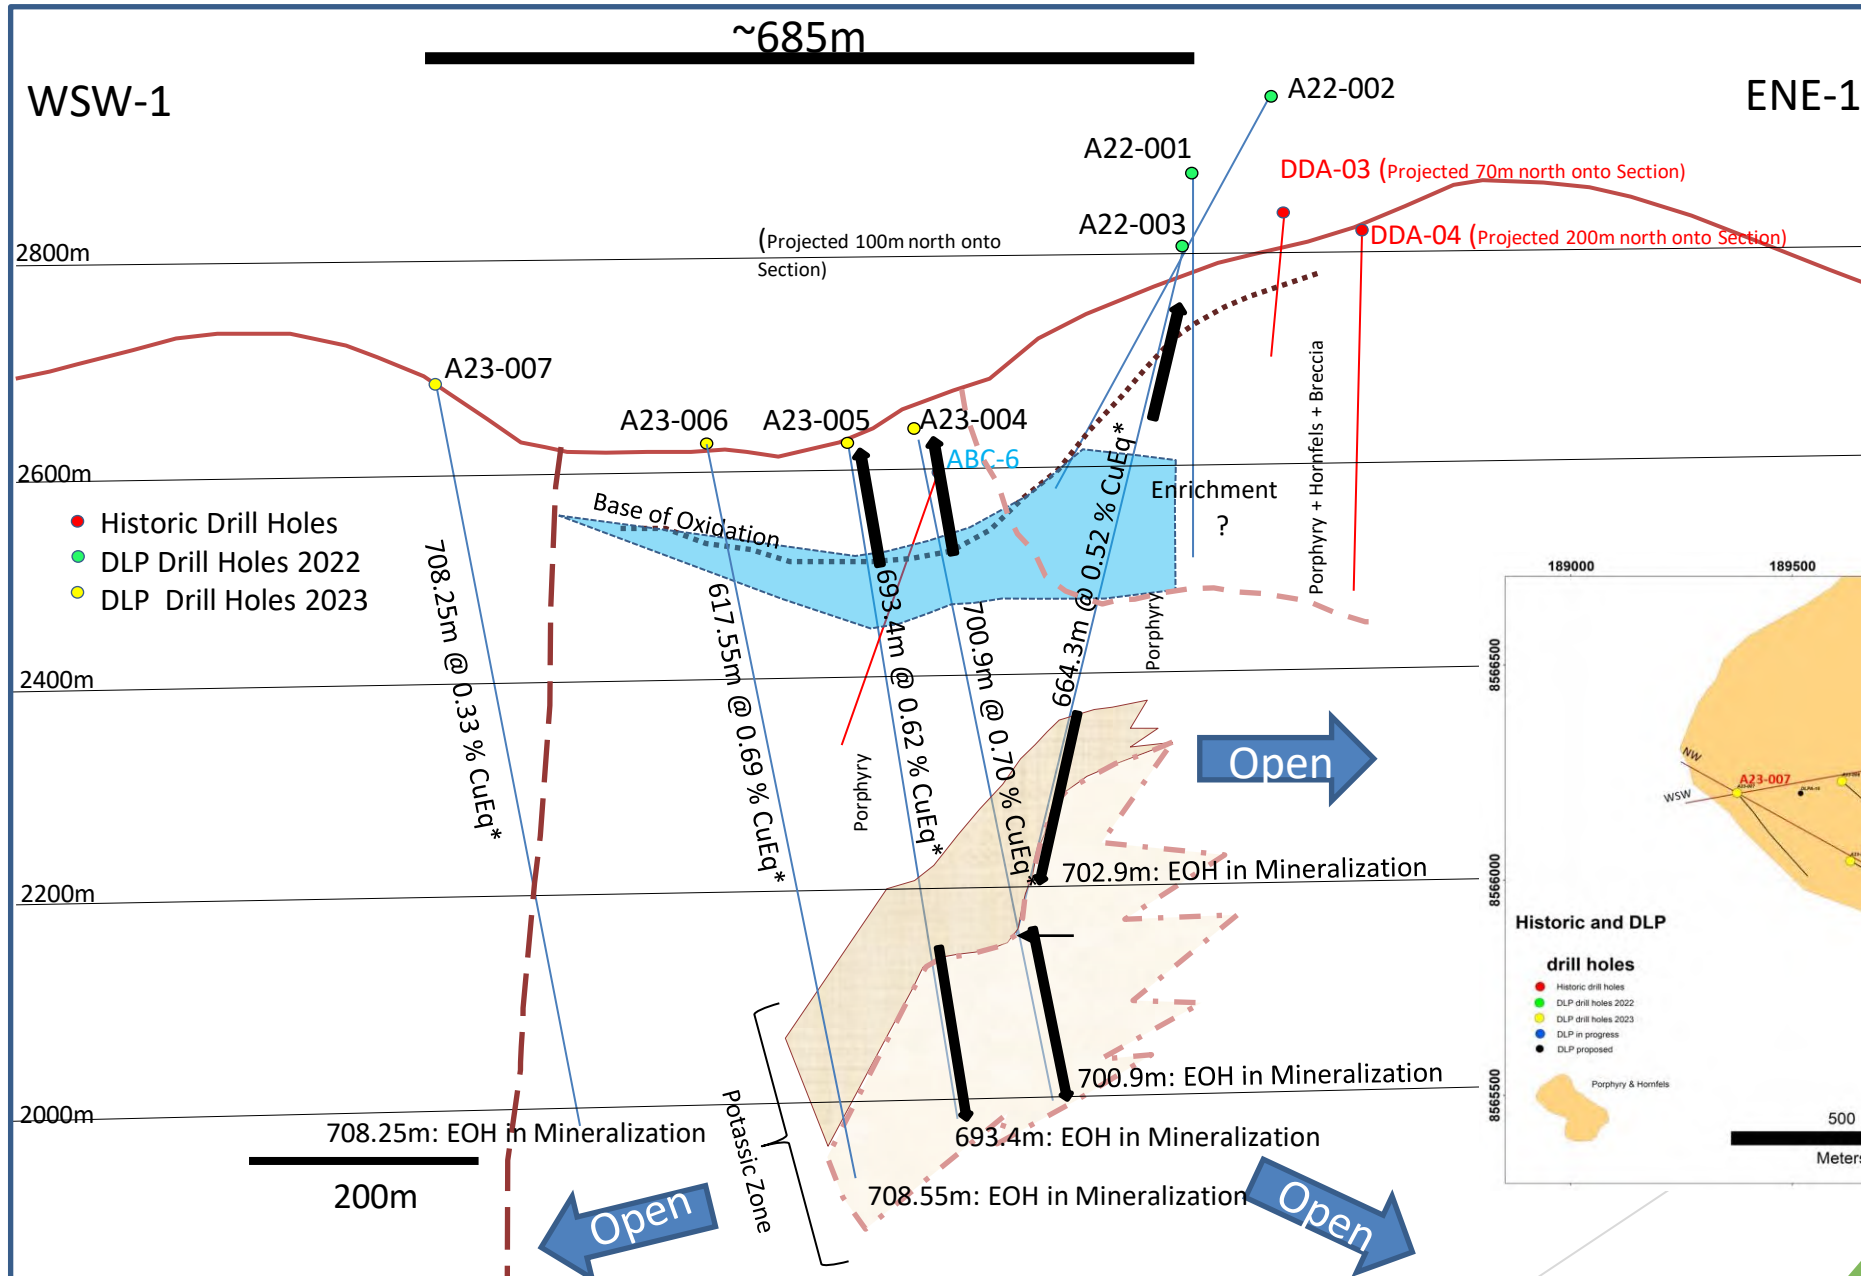 ~685m
WSW-1
ENE-1
A22-002
A22-001
DDA-03 (Projected 70m north onto Section)
A22-003
(Projected 100m north onto
Section)
DDA-04 (Projected 200m north onto Section)
2800m
A23-007
A23-006
A23-005
A23-004
ABC-6
2600m
Base of Oxidation
Enrichment
?
Porphyry + Hornfels + Breccia
Historic Drill Holes
DLP Drill Holes 2022
DLP Drill Holes 2023
708.25m @ 0.33 % CuEq*
617.55m @ 0.69 % CuEq*
693.4m @ 0.62 % CuEq*
700.9m @ 0.70 % CuEq*
664.3m @ 0.52 % CuEq*
Porphyry
Porphyry
2400m
Open
2200m
702.9m: EOH in Mineralization
700.9m: EOH in Mineralization
2000m
708.25m: EOH in Mineralization
693.4m: EOH in Mineralization
708.55m: EOH in Mineralization
Potassic Zone
200m
Open
Open
189000
189500
8566500
8566000
8565500
NW
WSW
A23-007
Historic and DLP
drill holes
Historic drill holes
DLP drill holes 2022
DLP drill holes 2023
DLP in progress
DLP proposed
Porphyry & Hornfels
500
Meters